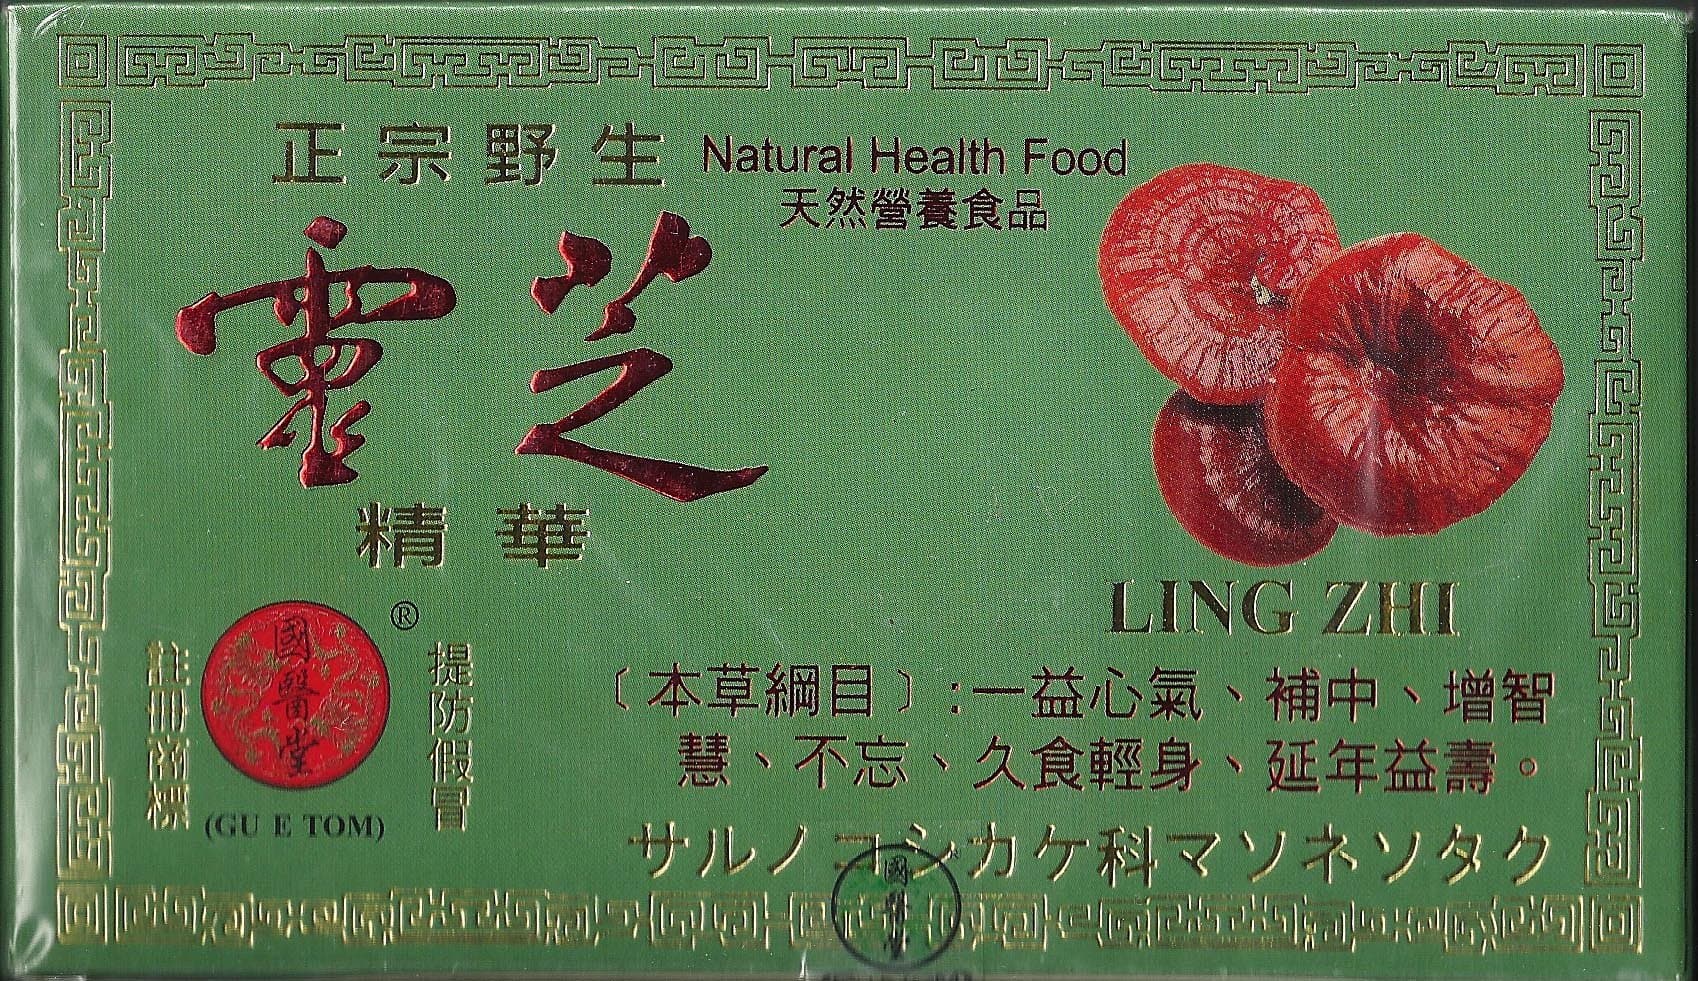 正宗野生
Natural Health Food
天然營養食品
靈芝
精華
LING ZHI
註冊商標
國醫堂
®
提防假冒
(GU E TOM)
〔本草綱目〕:一益心氣、補中、增智
慧、不忘、久食輕身、延年益壽。
サルノコシカケ科マソネソタク
國醫堂